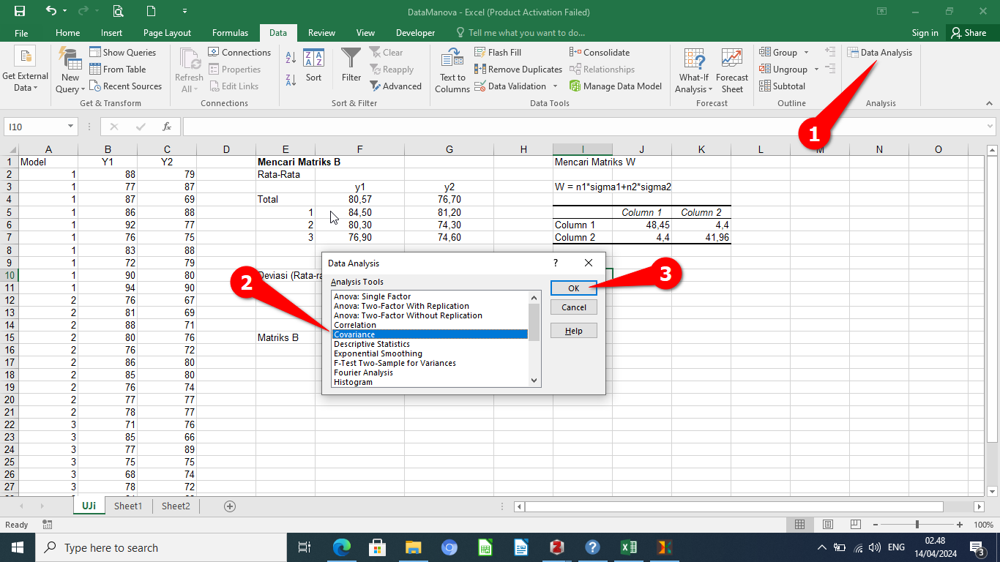 DataManova - Excel (Product Activation Failed)
File Home Insert Page Layout Formulas Data Review View Developer Tell me what you want to do... Sign in Share
Get External Data
New Query
Show Queries
From Table
Recent Sources
Get & Transform
Refresh All
Connections
Properties
Edit Links
Connections
Sort
Filter
Clear
Reapply
Advanced
Sort & Filter
Text to Columns
Flash Fill
Remove Duplicates
Data Validation
Consolidate
Relationships
Manage Data Model
Data Tools
What-If Analysis
Forecast Sheet
Forecast
Group
Ungroup
Subtotal
Outline
Data Analysis
Analysis
1
I10 fx
A B C D E F G H I J K L M N O
1 Model Y1 Y2 Mencari Matriks B Mencari Matriks W
2 1 88 79 Rata-Rata
3 1 77 87 y1 y2 W = n1*sigma1+n2*sigma2
4 1 87 69 Total 80,57 76,70
5 1 86 88 1 84,50 81,20 Column 1 Column 2
6 1 92 77 2 80,30 74,30 Column 1 48,45 4,4
7 1 76 75 3 76,90 74,60 Column 2 4,4 41,96
8 1 83 88
9 1 72 79
10 1 90 80 Deviasi (Rata-ra
11 1 94 90
12 2 76 67
13 2 81 69
14 2 88 71
15 2 80 76 Matriks B
16 2 76 72
17 2 86 80
18 2 85 80
19 2 76 74
20 2 77 77
21 2 78 77
22 3 71 76
23 3 85 66
24 3 77 89
25 3 75 75
26 3 68 74
27 3 78 72
Data Analysis ?
Analysis Tools
Anova: Single Factor
Anova: Two-Factor With Replication
Anova: Two-Factor Without Replication
Correlation
Covariance
Descriptive Statistics
Exponential Smoothing
F-Test Two-Sample for Variances
Fourier Analysis
Histogram
OK
Cancel
Help
2
3
UJi Sheet1 Sheet2
Ready 100%
Type here to search
ENG
02.48
14/04/2024
3